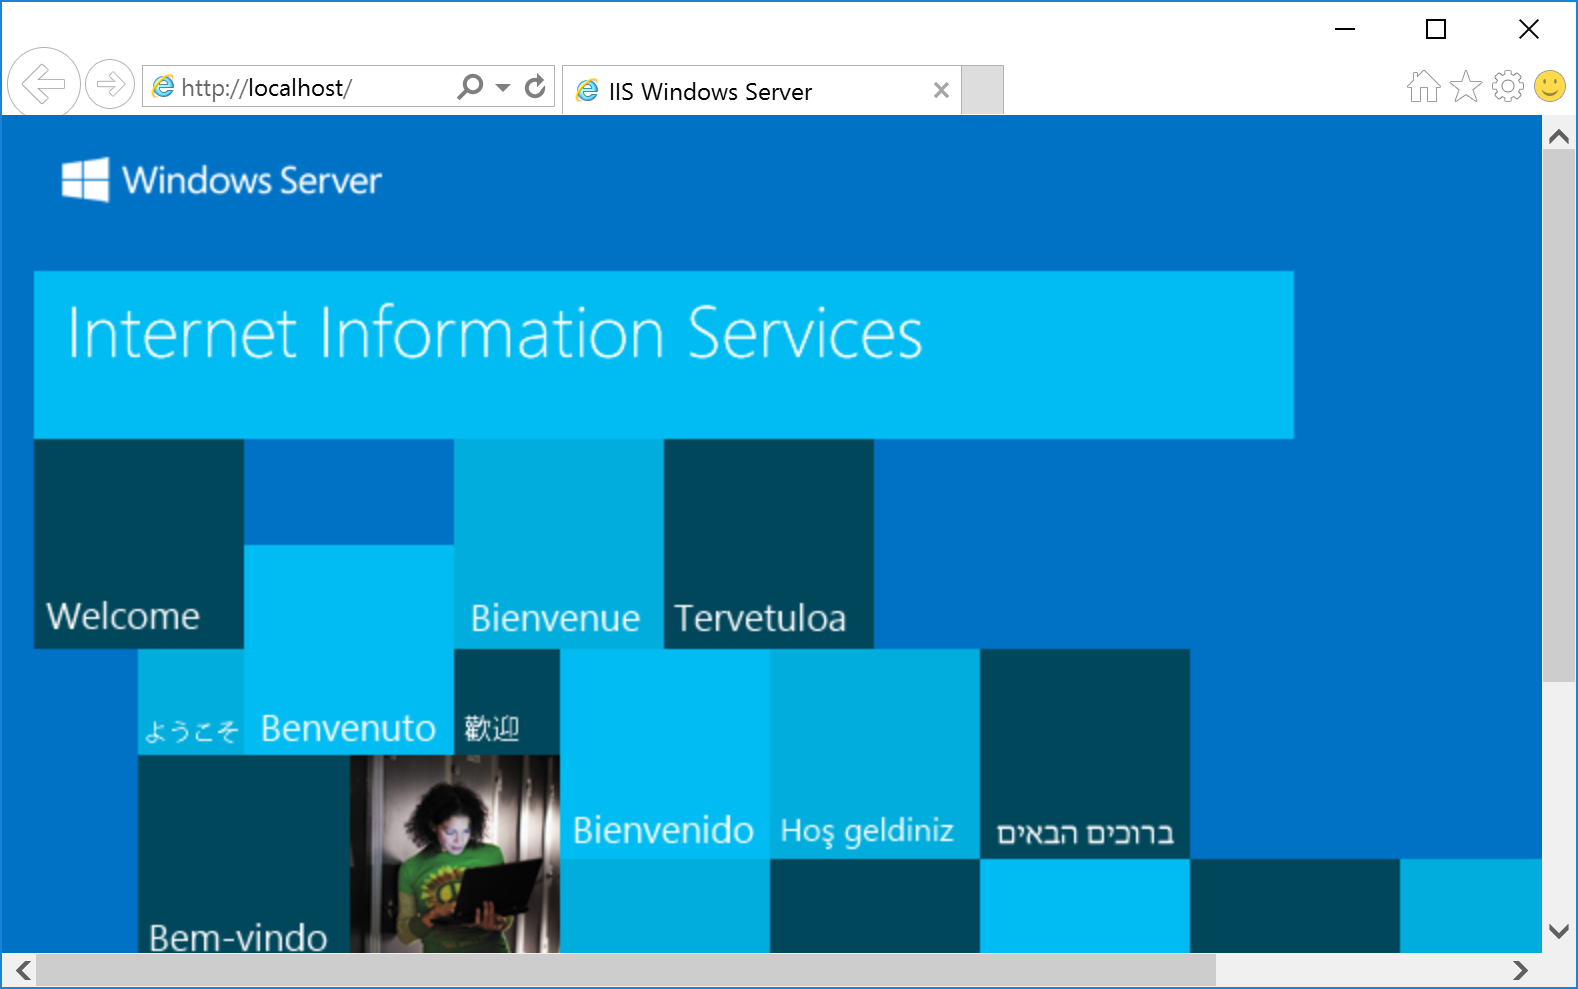 http://localhost/
IIS Windows Server
Windows Server
Internet Information Services
Welcome
Bienvenue
Tervetuloa
ようこそ
Benvenuto
歡迎
Bienvenido
Hoş geldiniz
ברוכים הבאים
Bem-vindo